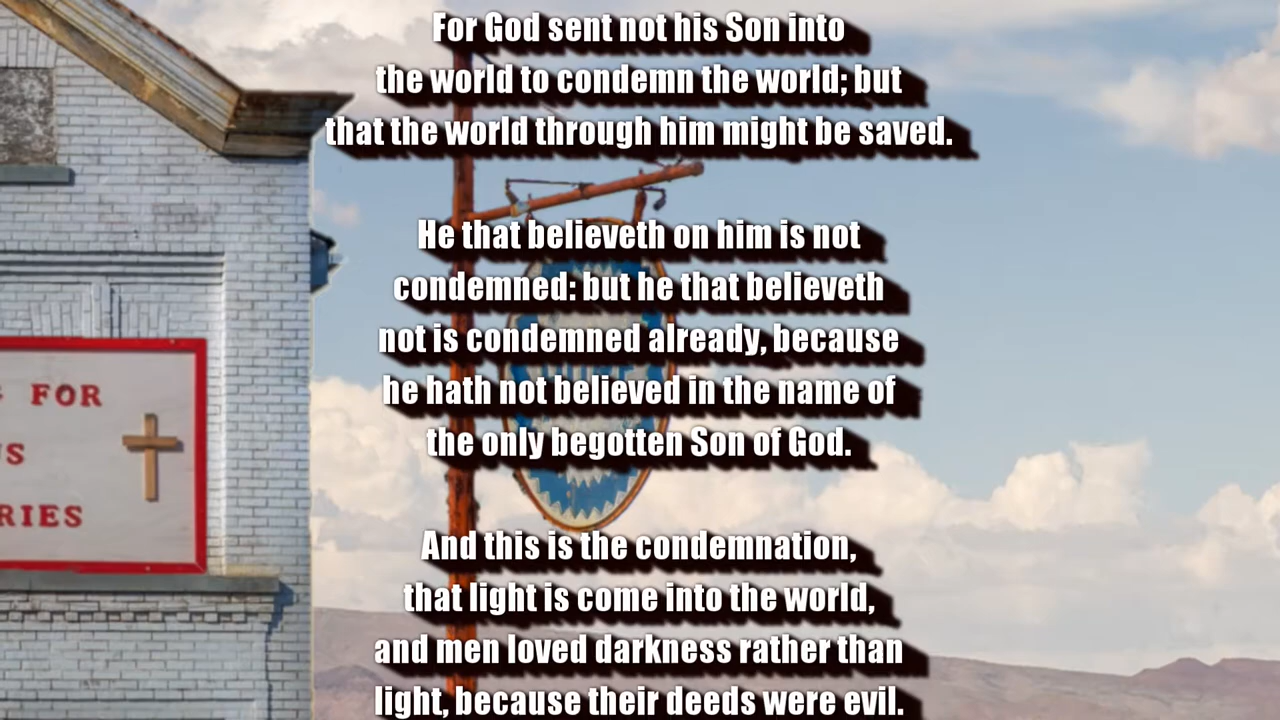 For God sent not his Son into
the world to condemn the world; but
that the world through him might be saved.
He that believeth on him is not
condemned: but he that believeth
not is condemned already, because
he hath not believed in the name of
the only begotten Son of God.
And this is the condemnation,
that light is come into the world,
and men loved darkness rather than
light, because their deeds were evil.
FOR